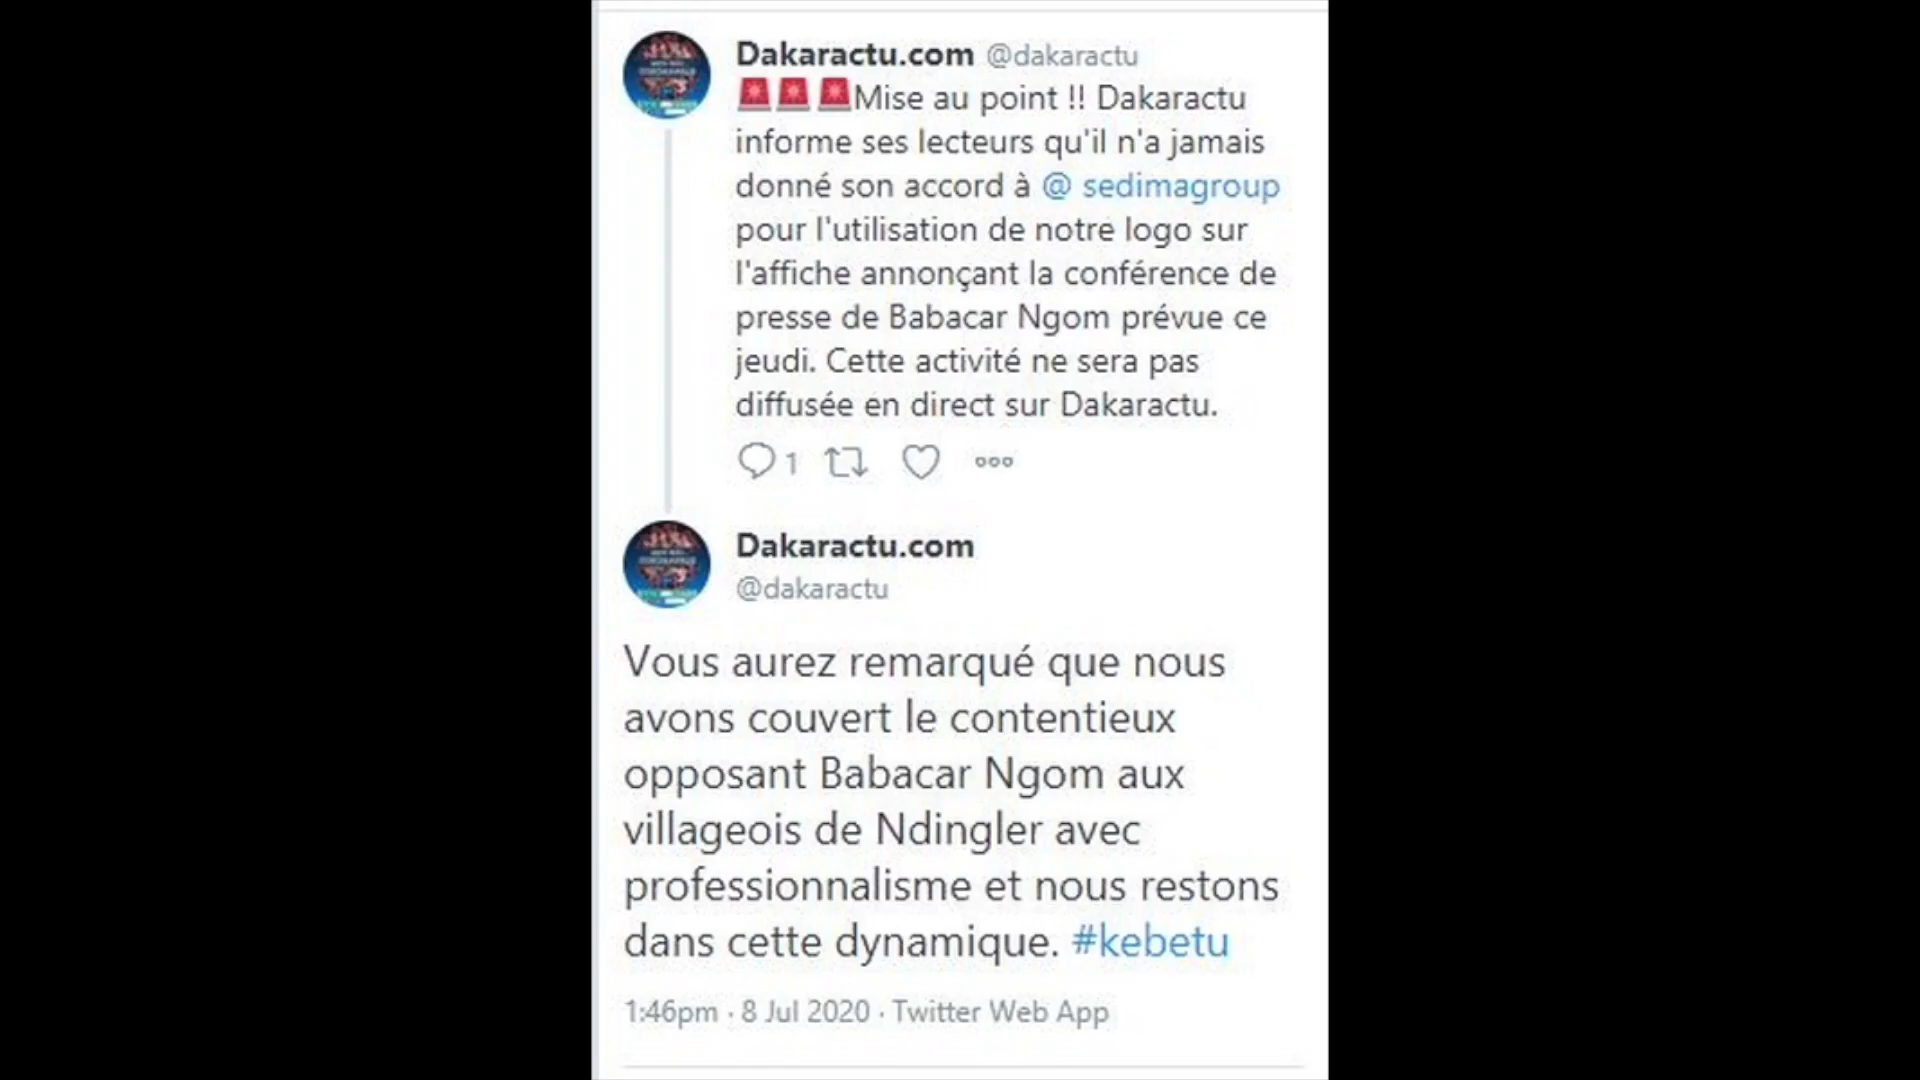 Dakaractu.com @dakaractu
🚨🚨🚨Mise au point !! Dakaractu
informe ses lecteurs qu'il n'a jamais
donné son accord à @ sedimagroup
pour l'utilisation de notre logo sur
l'affiche annonçant la conférence de
presse de Babacar Ngom prévue ce
jeudi. Cette activité ne sera pas
diffusée en direct sur Dakaractu.
1
Dakaractu.com
@dakaractu
Vous aurez remarqué que nous
avons couvert le contentieux
opposant Babacar Ngom aux
villageois de Ndingler avec
professionnalisme et nous restons
dans cette dynamique. #kebetu
1:46pm · 8 Jul 2020 · Twitter Web App